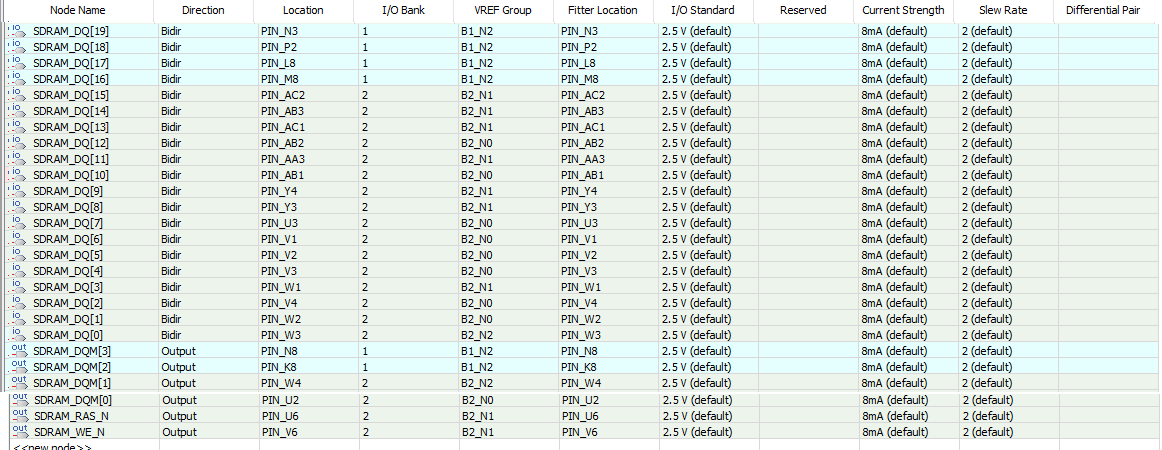 Node Name Direction Location I/O Bank VREF Group Fitter Location I/O Standard Reserved Current Strength Slew Rate Differential Pair
io SDRAM_DQ[19] Bidir PIN_N3 1 B1_N2 PIN_N3 2.5 V (default) 8mA (default) 2 (default)
io SDRAM_DQ[18] Bidir PIN_P2 1 B1_N2 PIN_P2 2.5 V (default) 8mA (default) 2 (default)
io SDRAM_DQ[17] Bidir PIN_L8 1 B1_N2 PIN_L8 2.5 V (default) 8mA (default) 2 (default)
io SDRAM_DQ[16] Bidir PIN_M8 1 B1_N2 PIN_M8 2.5 V (default) 8mA (default) 2 (default)
io SDRAM_DQ[15] Bidir PIN_AC2 2 B2_N1 PIN_AC2 2.5 V (default) 8mA (default) 2 (default)
io SDRAM_DQ[14] Bidir PIN_AB3 2 B2_N1 PIN_AB3 2.5 V (default) 8mA (default) 2 (default)
io SDRAM_DQ[13] Bidir PIN_AC1 2 B2_N1 PIN_AC1 2.5 V (default) 8mA (default) 2 (default)
io SDRAM_DQ[12] Bidir PIN_AB2 2 B2_N0 PIN_AB2 2.5 V (default) 8mA (default) 2 (default)
io SDRAM_DQ[11] Bidir PIN_AA3 2 B2_N1 PIN_AA3 2.5 V (default) 8mA (default) 2 (default)
io SDRAM_DQ[10] Bidir PIN_AB1 2 B2_N0 PIN_AB1 2.5 V (default) 8mA (default) 2 (default)
io SDRAM_DQ[9] Bidir PIN_Y4 2 B2_N1 PIN_Y4 2.5 V (default) 8mA (default) 2 (default)
io SDRAM_DQ[8] Bidir PIN_Y3 2 B2_N1 PIN_Y3 2.5 V (default) 8mA (default) 2 (default)
io SDRAM_DQ[7] Bidir PIN_U3 2 B2_N0 PIN_U3 2.5 V (default) 8mA (default) 2 (default)
io SDRAM_DQ[6] Bidir PIN_V1 2 B2_N0 PIN_V1 2.5 V (default) 8mA (default) 2 (default)
io SDRAM_DQ[5] Bidir PIN_V2 2 B2_N0 PIN_V2 2.5 V (default) 8mA (default) 2 (default)
io SDRAM_DQ[4] Bidir PIN_V3 2 B2_N0 PIN_V3 2.5 V (default) 8mA (default) 2 (default)
io SDRAM_DQ[3] Bidir PIN_W1 2 B2_N1 PIN_W1 2.5 V (default) 8mA (default) 2 (default)
io SDRAM_DQ[2] Bidir PIN_V4 2 B2_N0 PIN_V4 2.5 V (default) 8mA (default) 2 (default)
io SDRAM_DQ[1] Bidir PIN_W2 2 B2_N0 PIN_W2 2.5 V (default) 8mA (default) 2 (default)
io SDRAM_DQ[0] Bidir PIN_W3 2 B2_N2 PIN_W3 2.5 V (default) 8mA (default) 2 (default)
out SDRAM_DQM[3] Output PIN_N8 1 B1_N2 PIN_N8 2.5 V (default) 8mA (default) 2 (default)
out SDRAM_DQM[2] Output PIN_K8 1 B1_N2 PIN_K8 2.5 V (default) 8mA (default) 2 (default)
out SDRAM_DQM[1] Output PIN_W4 2 B2_N2 PIN_W4 2.5 V (default) 8mA (default) 2 (default)
out SDRAM_DQM[0] Output PIN_U2 2 B2_N0 PIN_U2 2.5 V (default) 8mA (default) 2 (default)
out SDRAM_RAS_N Output PIN_U6 2 B2_N1 PIN_U6 2.5 V (default) 8mA (default) 2 (default)
out SDRAM_WE_N Output PIN_V6 2 B2_N1 PIN_V6 2.5 V (default) 8mA (default) 2 (default)
<<new node>>